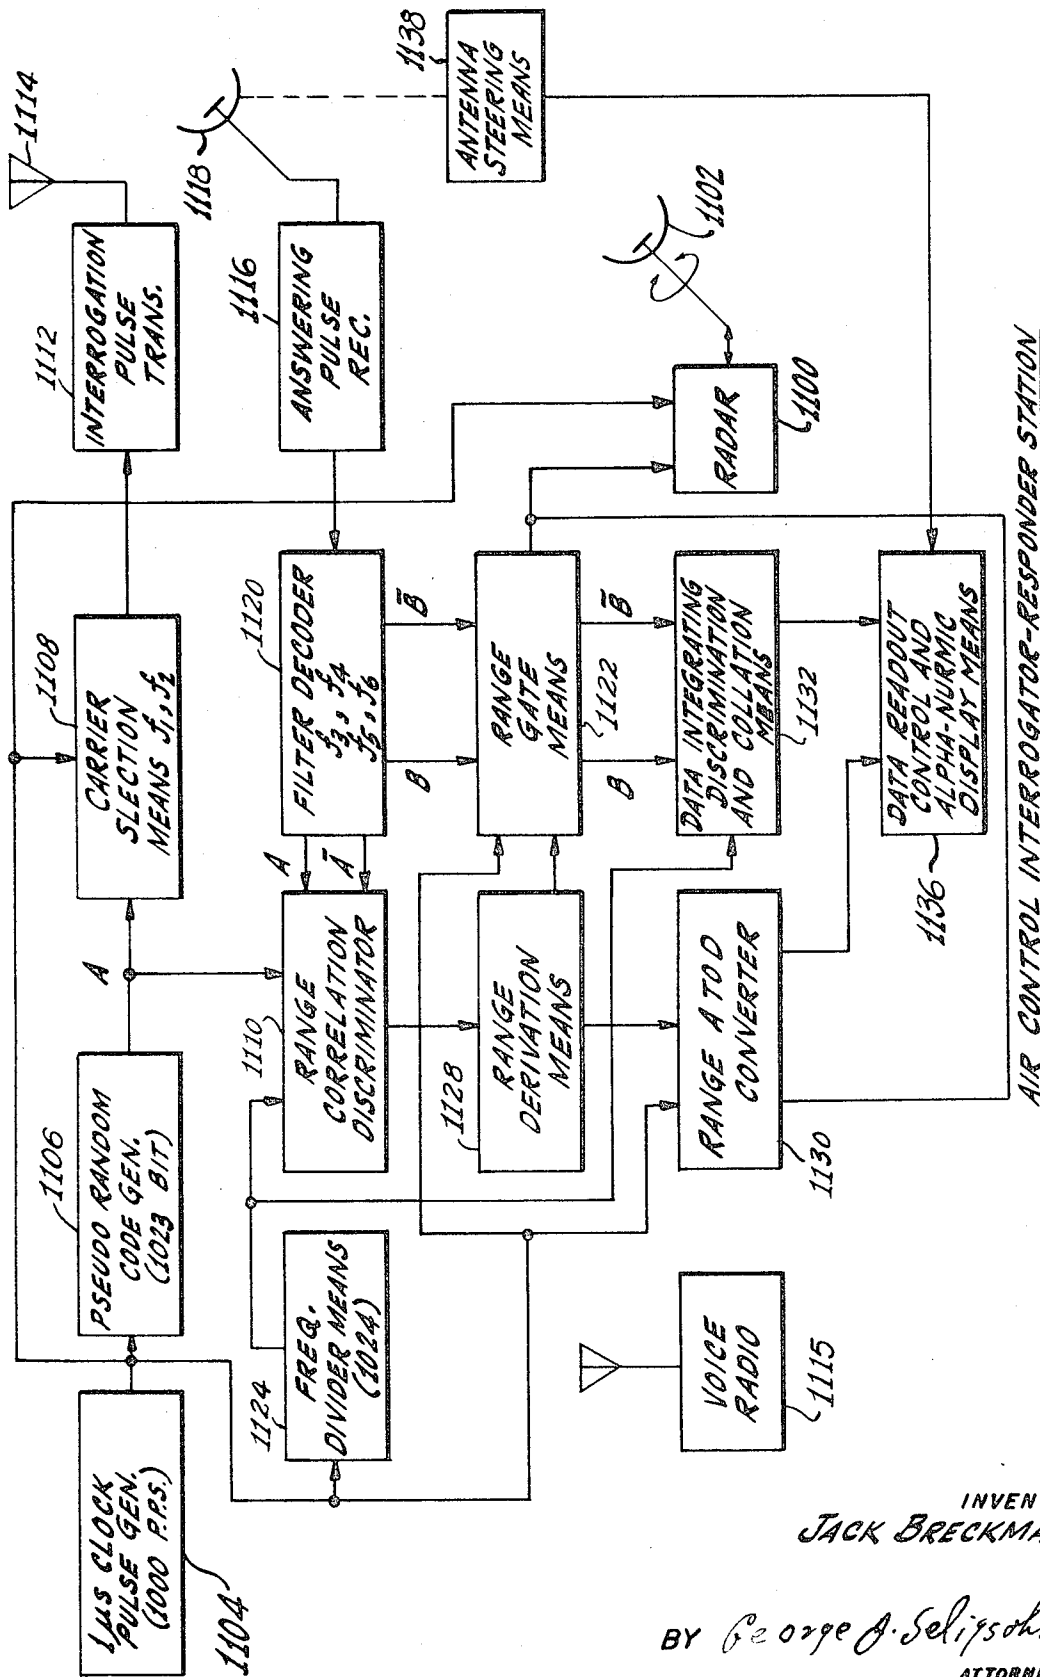 1 µs CLOCK
PULSE GEN.
(1000 P.P.S.)
1104
PSEUDO RANDOM
CODE GEN.
(1023 BIT)
1106
A
CARRIER
SLECTION
MEANS f1, f2
1108
INTERROGATION
PULSE
TRANS.
1112
1114
FREQ.
DIVIDER MEANS
(1024)
1124
RANGE
CORRELATION
DISCRIMINATOR
1110
A
A̅
FILTER DECODER
f3, f4
f5, f6
1120
ANSWERING
PULSE
REC.
1116
1118
B
B̅
RANGE
DERIVATION
MEANS
1128
RANGE
GATE
MEANS
1122
B
B̅
ANTENNA
STEERING
MEANS
1138
VOICE
RADIO
1115
RANGE A TO D
CONVERTER
1130
DATA INTEGRATING
DISCRIMINATION
AND COLLATION
MEANS
1132
RADAR
1100
1102
DATA READOUT
CONTROL AND
ALPHA-NURMIC
DISPLAY MEANS
1136
AIR CONTROL INTERROGATOR-RESPONDER STATION
INVEN
JACK BRECKMA
BY George J. Seligsoh
ATTORNE